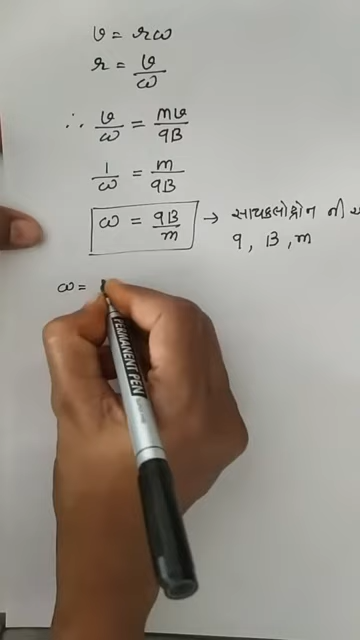 v = rω
r = v/ω
∴ v/ω = mv/qB
1/ω = m/qB
ω = qB/m → સાયક્લોટ્રોન ની
q, B, m
ω =
PERMANENT PEN